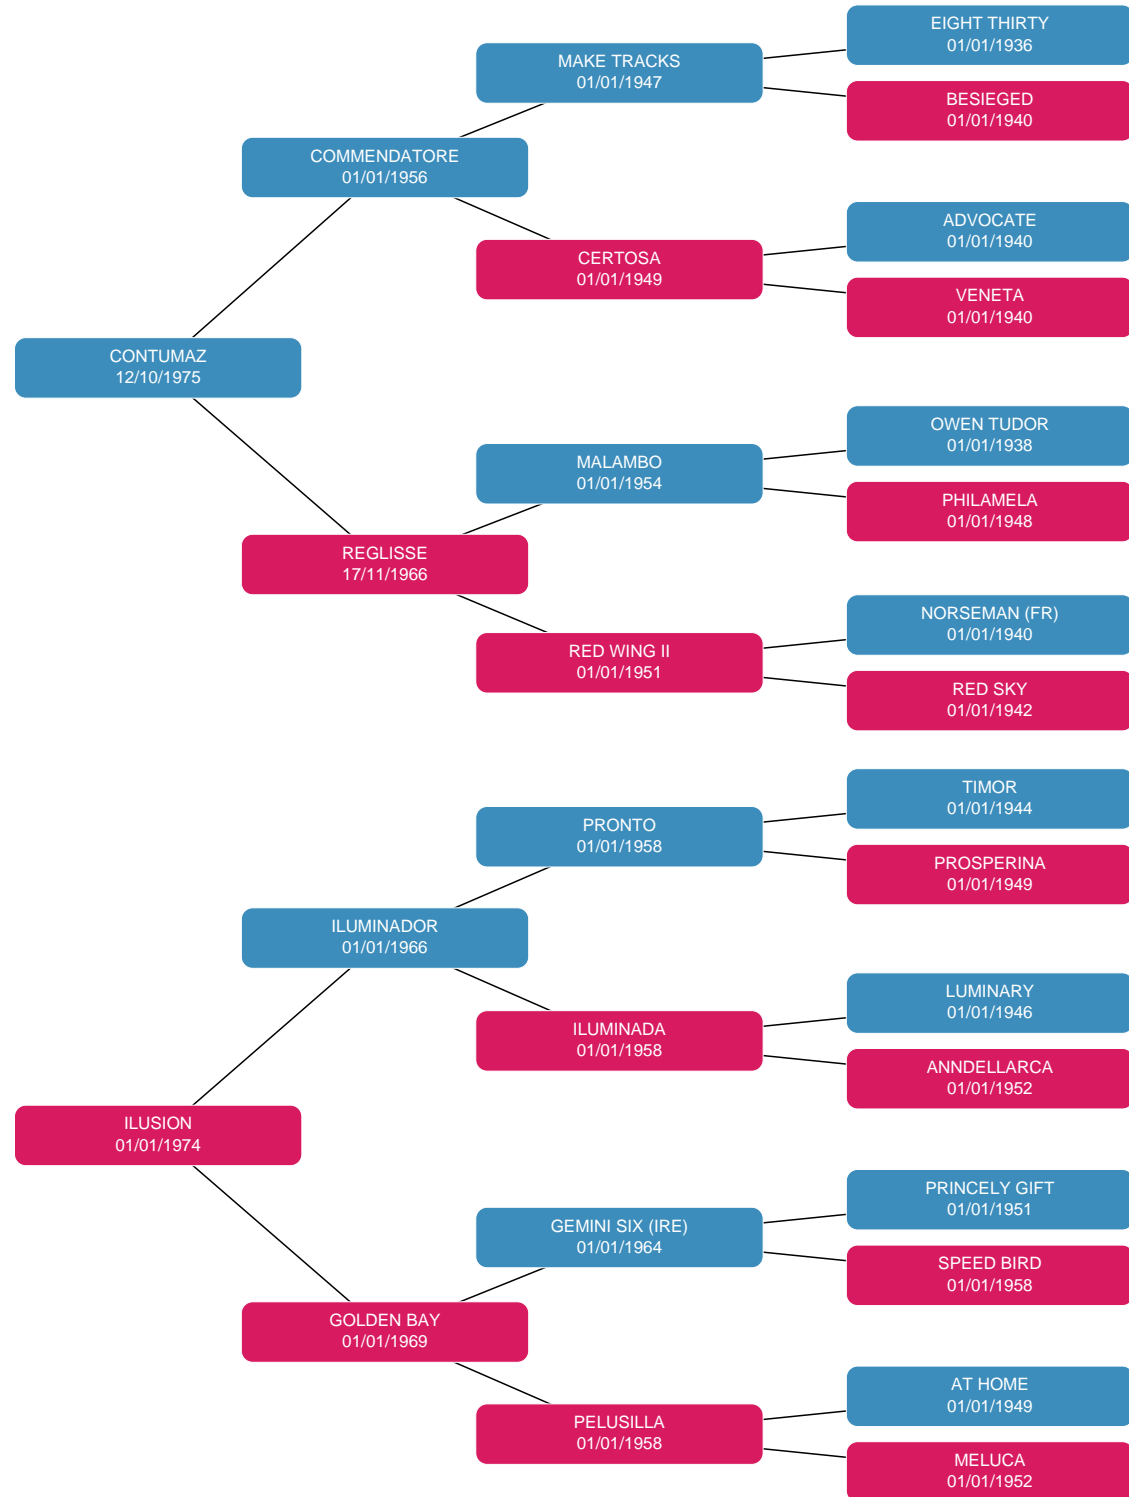 EIGHT THIRTY
01/01/1936
MAKE TRACKS
01/01/1947
BESIEGED
01/01/1940
COMMENDATORE
01/01/1956
ADVOCATE
01/01/1940
CERTOSA
01/01/1949
VENETA
01/01/1940
CONTUMAZ
12/10/1975
OWEN TUDOR
01/01/1938
MALAMBO
01/01/1954
PHILAMELA
01/01/1948
REGLISSE
17/11/1966
NORSEMAN (FR)
01/01/1940
RED WING II
01/01/1951
RED SKY
01/01/1942
TIMOR
01/01/1944
PRONTO
01/01/1958
PROSPERINA
01/01/1949
ILUMINADOR
01/01/1966
LUMINARY
01/01/1946
ILUMINADA
01/01/1958
ANNDELLARCA
01/01/1952
ILUSION
01/01/1974
PRINCELY GIFT
01/01/1951
GEMINI SIX (IRE)
01/01/1964
SPEED BIRD
01/01/1958
GOLDEN BAY
01/01/1969
AT HOME
01/01/1949
PELUSILLA
01/01/1958
MELUCA
01/01/1952